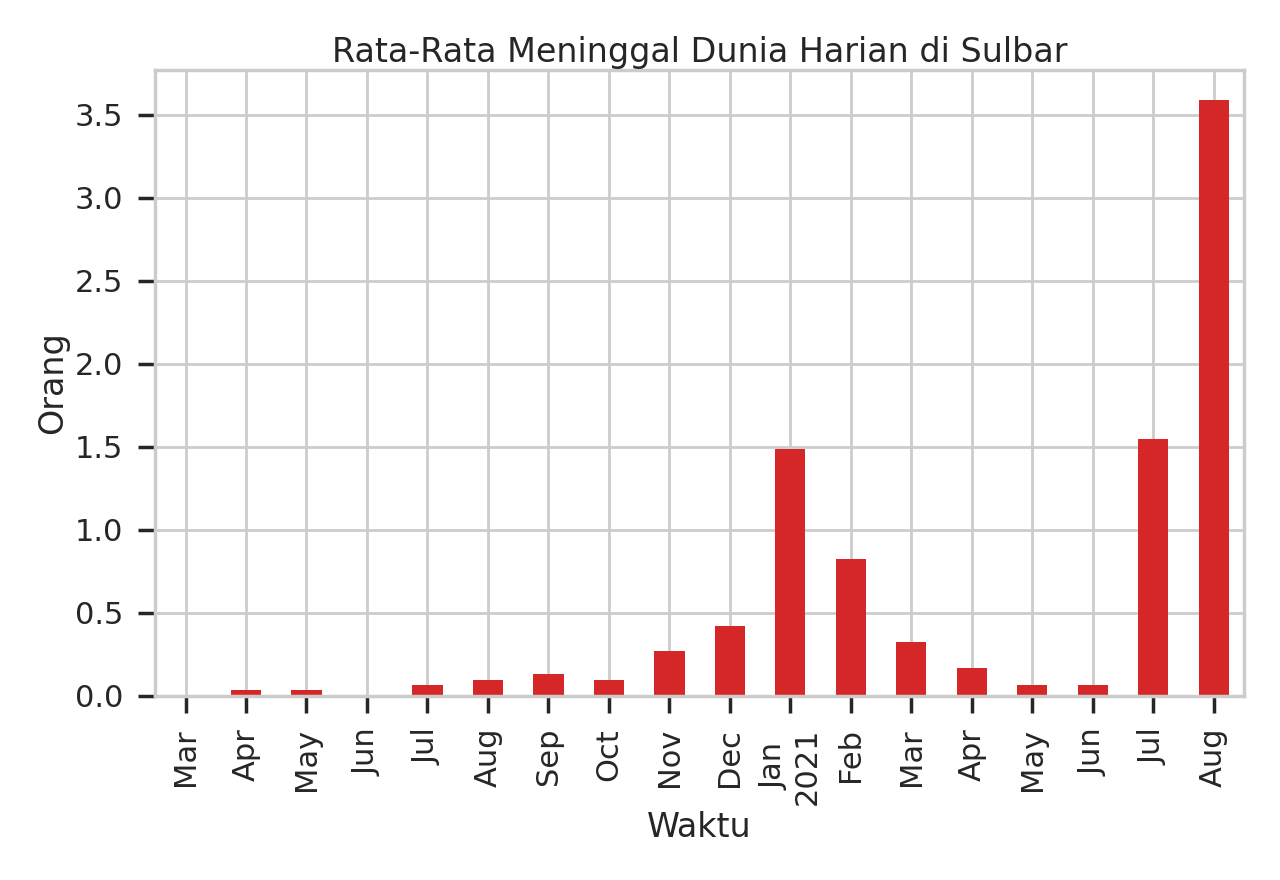 Rata-Rata Meninggal Dunia Harian di Sulbar
Orang
3.5
3.0
2.5
2.0
1.5
1.0
0.5
0.0
Mar
Apr
May
Jun
Jul
Aug
Sep
Oct
Nov
Dec
Jan
2021
Feb
Mar
Apr
May
Jun
Jul
Aug
Waktu